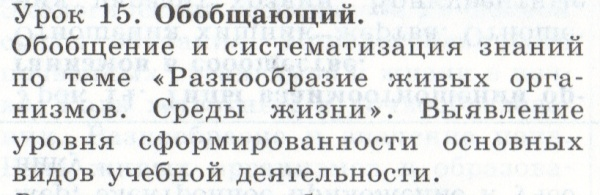 Урок 15. Обобщающий.
Обобщение и систематизация знаний
по теме «Разнообразие живых орга-
низмов. Среды жизни». Выявление
уровня сформированности основных
видов учебной деятельности.